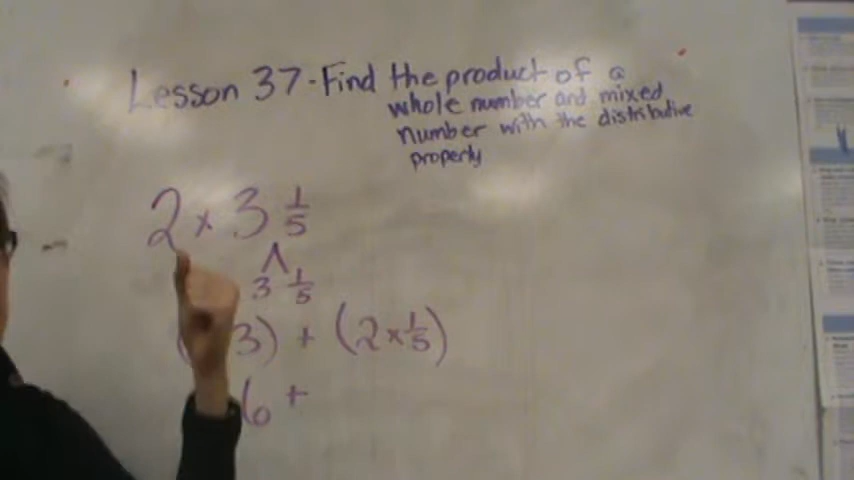 Lesson 37 - Find the product of a
whole number and mixed
number with the distributive
property
2 x 3 1/5
3 1/5
( 3) + (2 x 1/5)
6 +